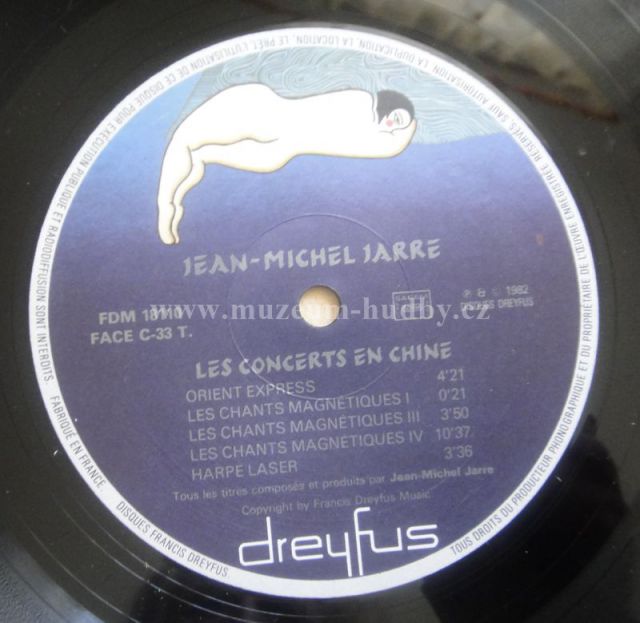 JEAN-MICHEL JARRE
FDM 18110
FACE C-33 T.
℗ & © 1982
DISQUES DREYFUS
www.muzeum-hudby.cz
LES CONCERTS EN CHINE
ORIENT EXPRESS 4'21
LES CHANTS MAGNÉTIQUES I 0'21
LES CHANTS MAGNÉTIQUES III 3'50
LES CHANTS MAGNÉTIQUES IV 10'37
HARPE LASER 3'36
Tous les titres composés et produits par Jean-Michel Jarre
Copyright by Francis Dreyfus Music
dreyfus
DISQUES FRANCIS DREYFUS. TOUS DROITS DU PRODUCTEUR PHONOGRAPHIQUE ET DU PROPRIÉTAIRE DE L'ŒUVRE ENREGISTRÉE RÉSERVÉS. SAUF AUTORISATION, LA DUPLICATION, LA LOCATION, LE PRÊT, L'UTILISATION DE CE DISQUE POUR EXÉCUTION PUBLIQUE ET RADIODIFFUSION SONT INTERDITS. FABRIQUÉ EN FRANCE.